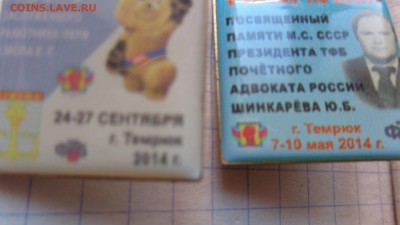 COINS.LAVE.RU
24-27 СЕНТЯБРЯ
г. Темрюк
2014 г.
ПОСВЯЩЕННЫЙ
ПАМЯТИ М.С. СССР
ПРЕЗИДЕНТА ТФБ
ПОЧЁТНОГО
АДВОКАТА РОССИИ
ШИНКАРЁВА Ю.Б.
г. Темрюк
7-10 мая 2014 г.